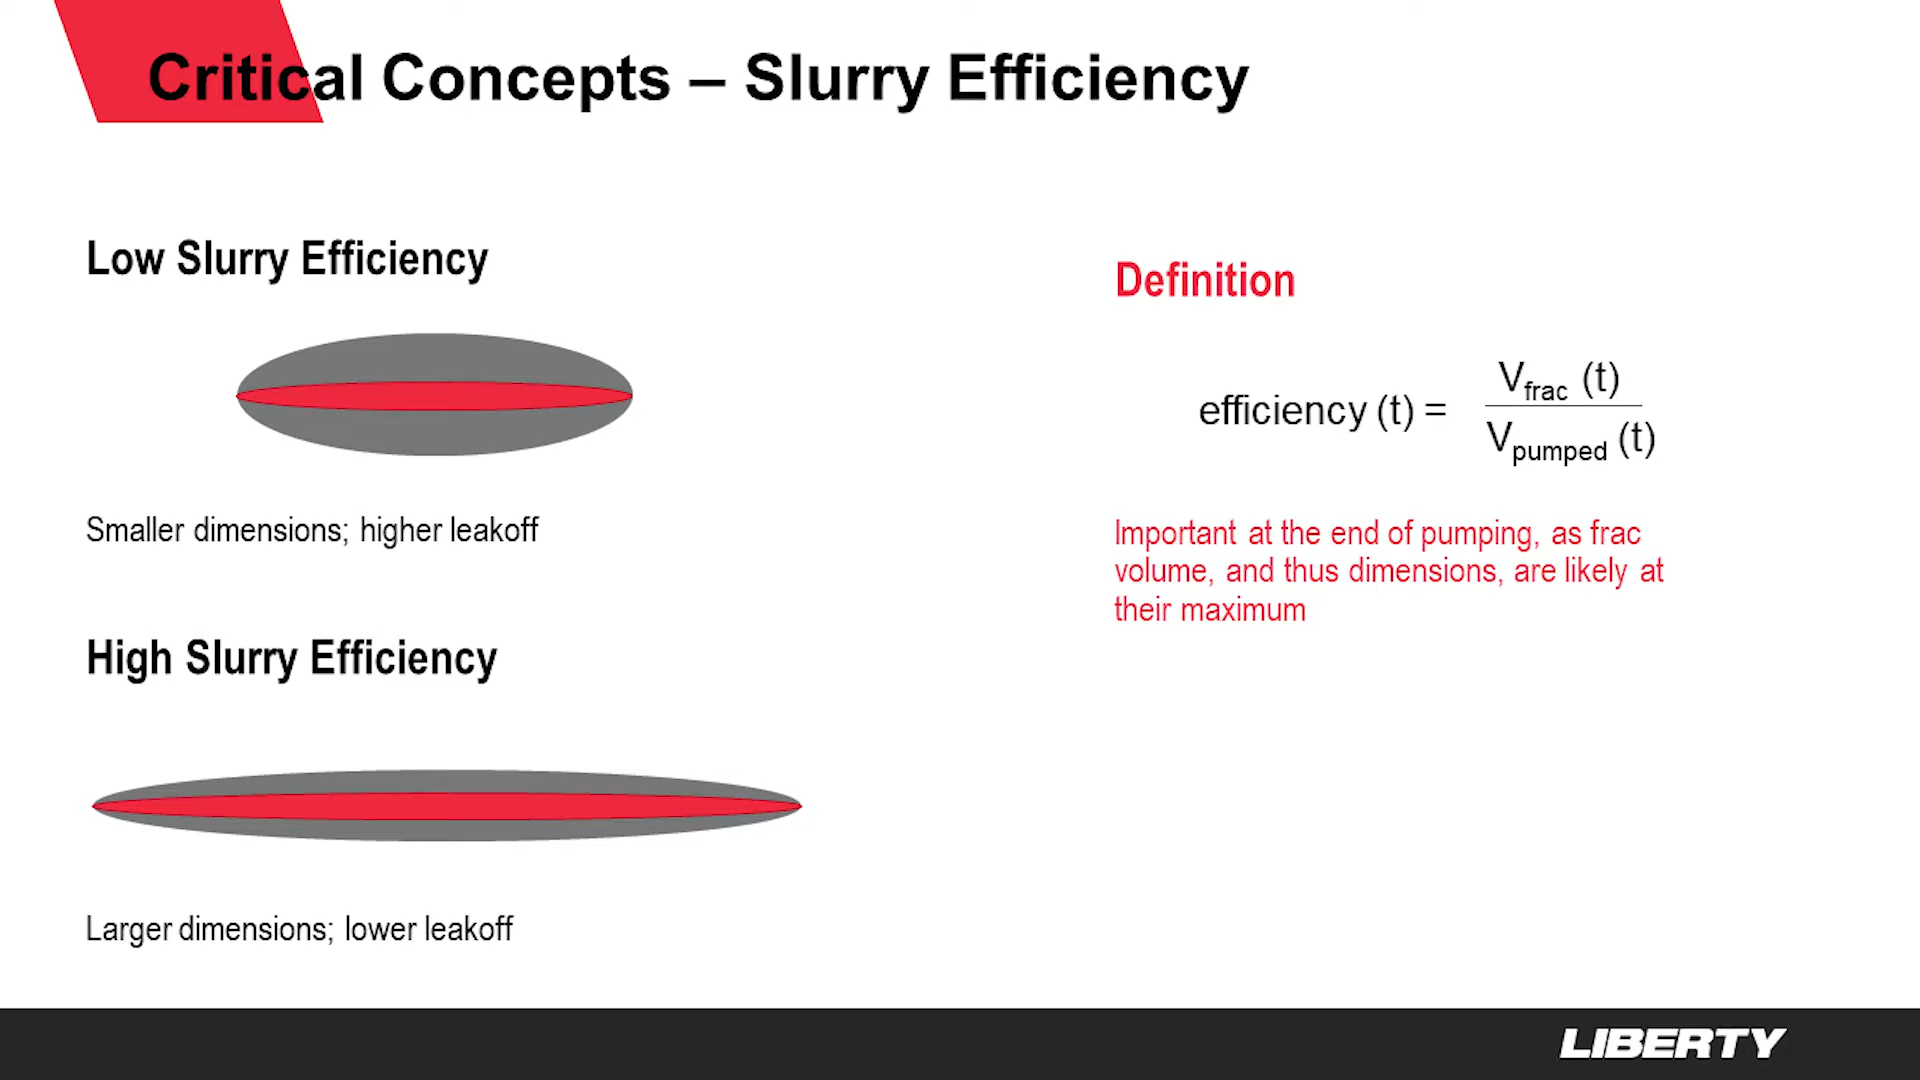 Critical Concepts – Slurry Efficiency
Low Slurry Efficiency
Smaller dimensions; higher leakoff
High Slurry Efficiency
Larger dimensions; lower leakoff
Definition
efficiency (t) = Vfrac (t)
Vpumped (t)
Important at the end of pumping, as frac
volume, and thus dimensions, are likely at
their maximum
LIBERTY